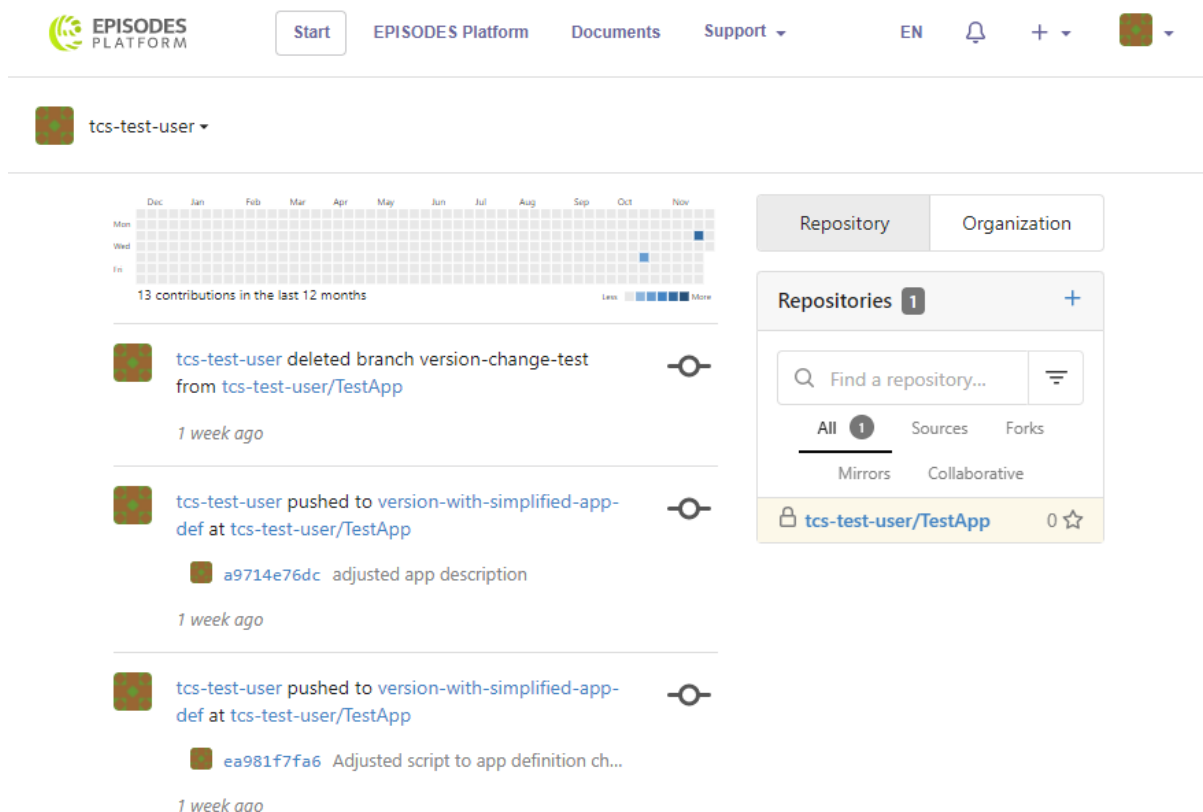 EPISODES
PLATFORM
Start EPISODES Platform Documents Support EN
tcs-test-user
Dec Jan Feb Mar Apr May Jun Jul Aug Sep Oct Nov
Mon
Wed
Fri
13 contributions in the last 12 months
Less More
tcs-test-user deleted branch version-change-test
from tcs-test-user/TestApp
1 week ago
tcs-test-user pushed to version-with-simplified-app-
def at tcs-test-user/TestApp
a9714e76dc adjusted app description
1 week ago
tcs-test-user pushed to version-with-simplified-app-
def at tcs-test-user/TestApp
ea981f7fa6 Adjusted script to app definition ch...
1 week ago
Repository Organization
Repositories 1 +
Find a repository...
All 1 Sources Forks
Mirrors Collaborative
tcs-test-user/TestApp 0